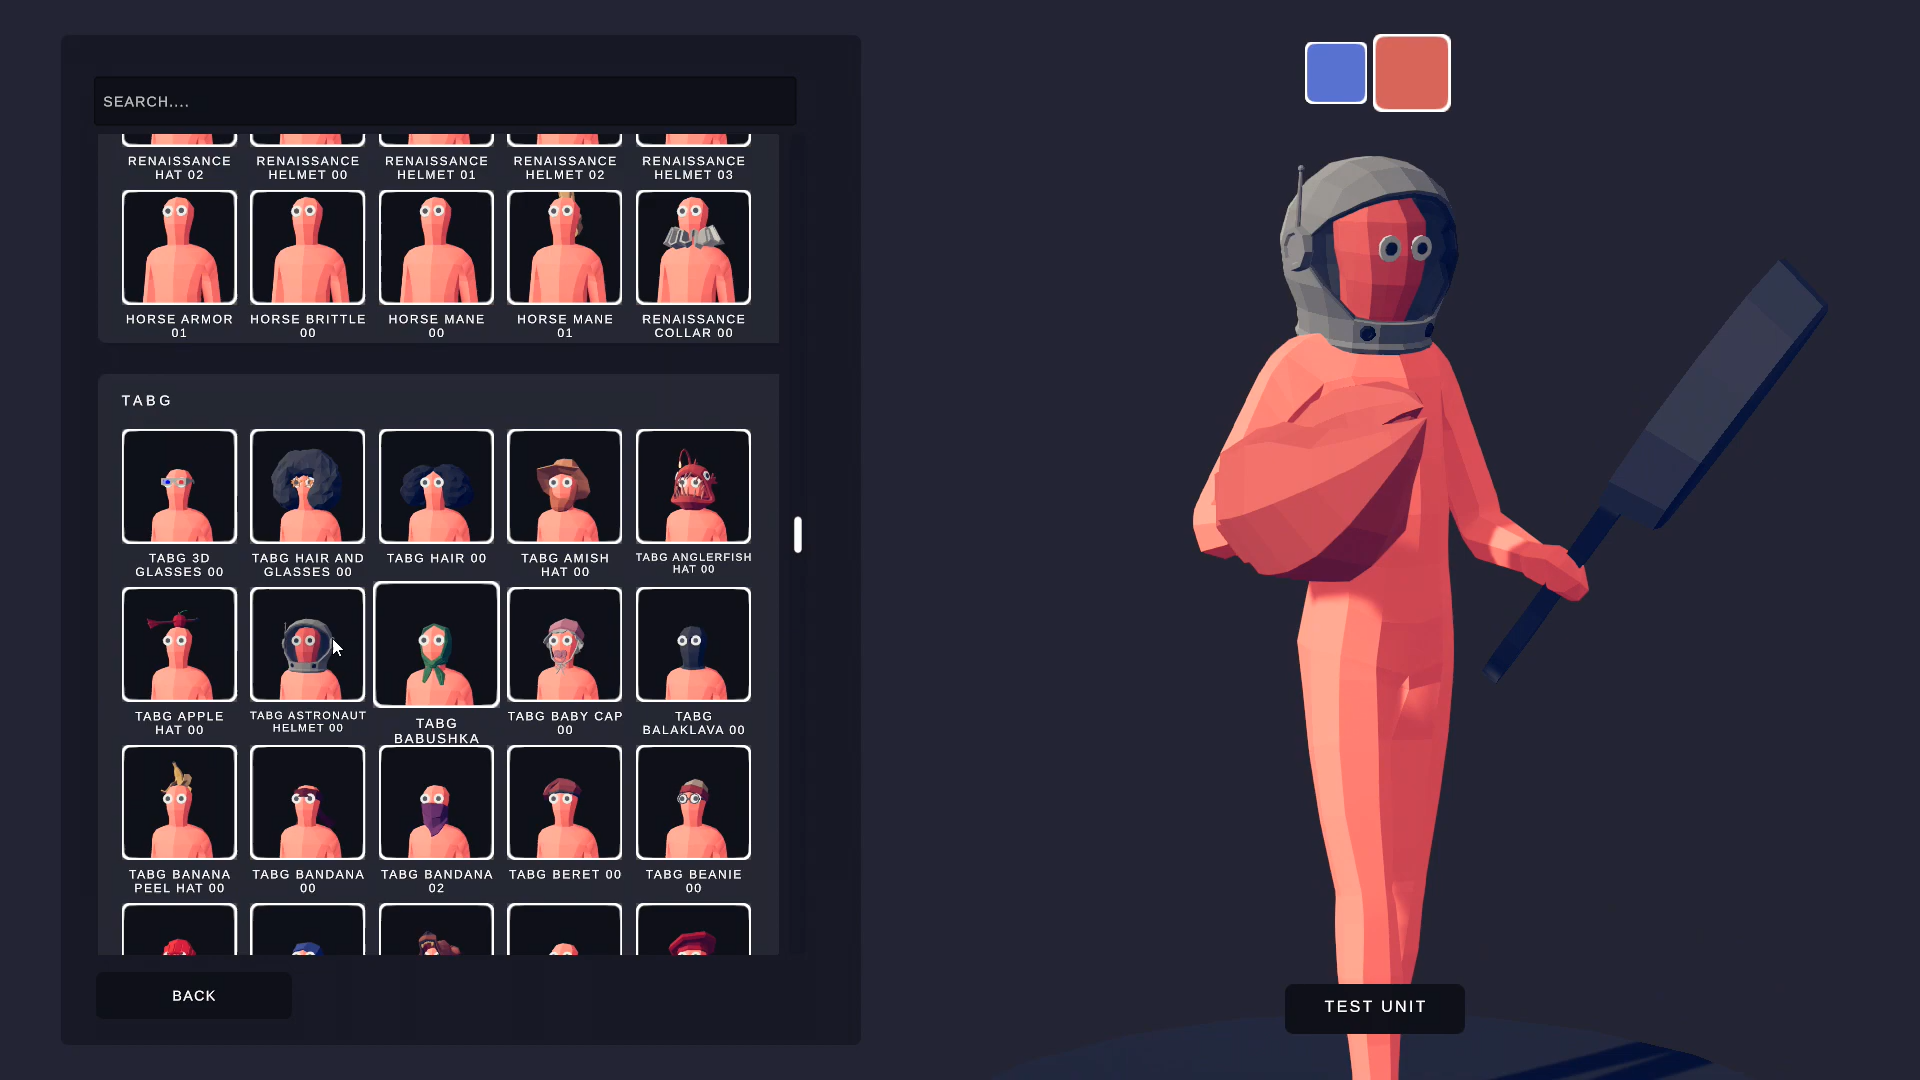 SEARCH....
RENAISSANCE HAT 02
RENAISSANCE HELMET 00
RENAISSANCE HELMET 01
RENAISSANCE HELMET 02
RENAISSANCE HELMET 03
HORSE ARMOR 01
HORSE BRITTLE 00
HORSE MANE 00
HORSE MANE 01
RENAISSANCE COLLAR 00
TABG
TABG 3D GLASSES 00
TABG HAIR AND GLASSES 00
TABG HAIR 00
TABG AMISH HAT 00
TABG ANGLERFISH HAT 00
TABG APPLE HAT 00
TABG ASTRONAUT HELMET 00
TABG BABUSHKA
TABG BABY CAP 00
TABG BALAKLAVA 00
TABG BANANA PEEL HAT 00
TABG BANDANA 00
TABG BANDANA 02
TABG BERET 00
TABG BEANIE 00
BACK
TEST UNIT